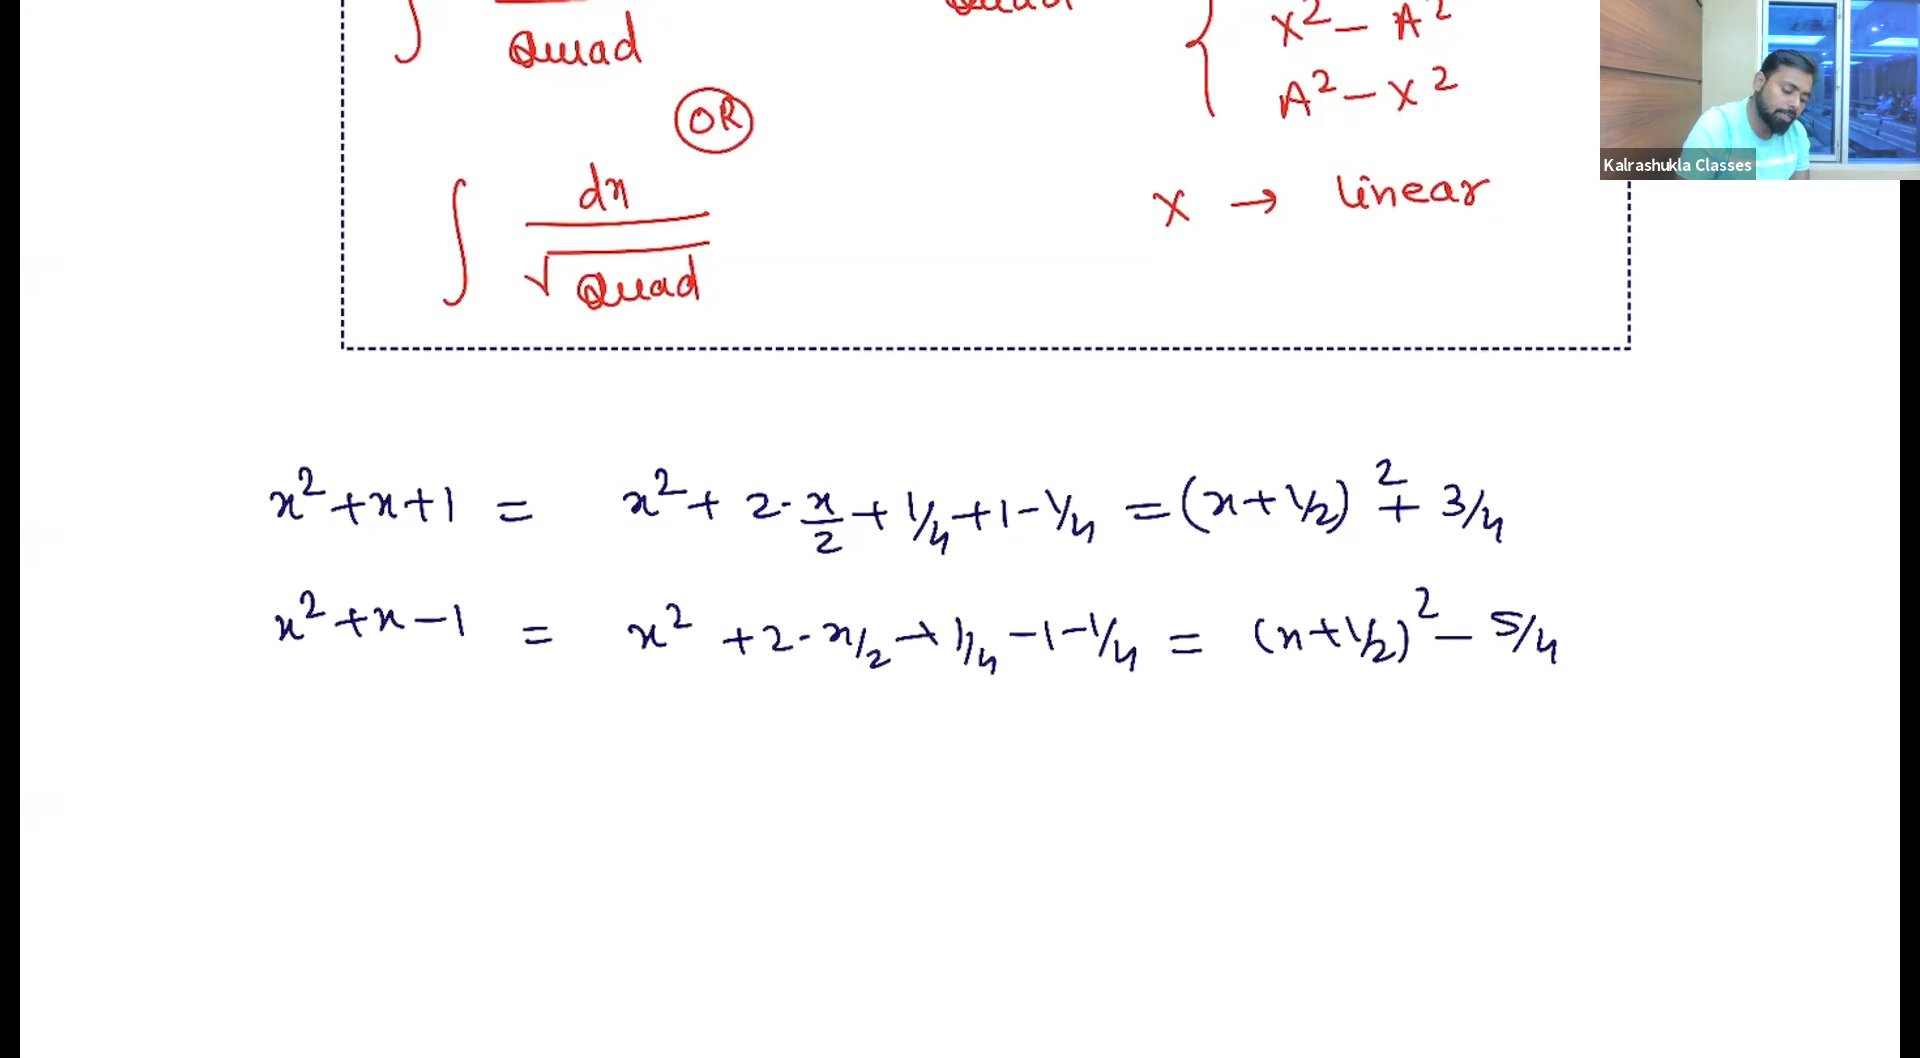 ∫ Quad
X² − A²
A² − X²
OR
∫ dx / √Quad
X → linear
Kalrashukla Classes
x² + x + 1 = x² + 2·x/2 + 1/4 + 1 − 1/4 = (x + 1/2)² + 3/4
x² + x − 1 = x² + 2·x/2 + 1/4 − 1 − 1/4 = (x + 1/2)² − 5/4